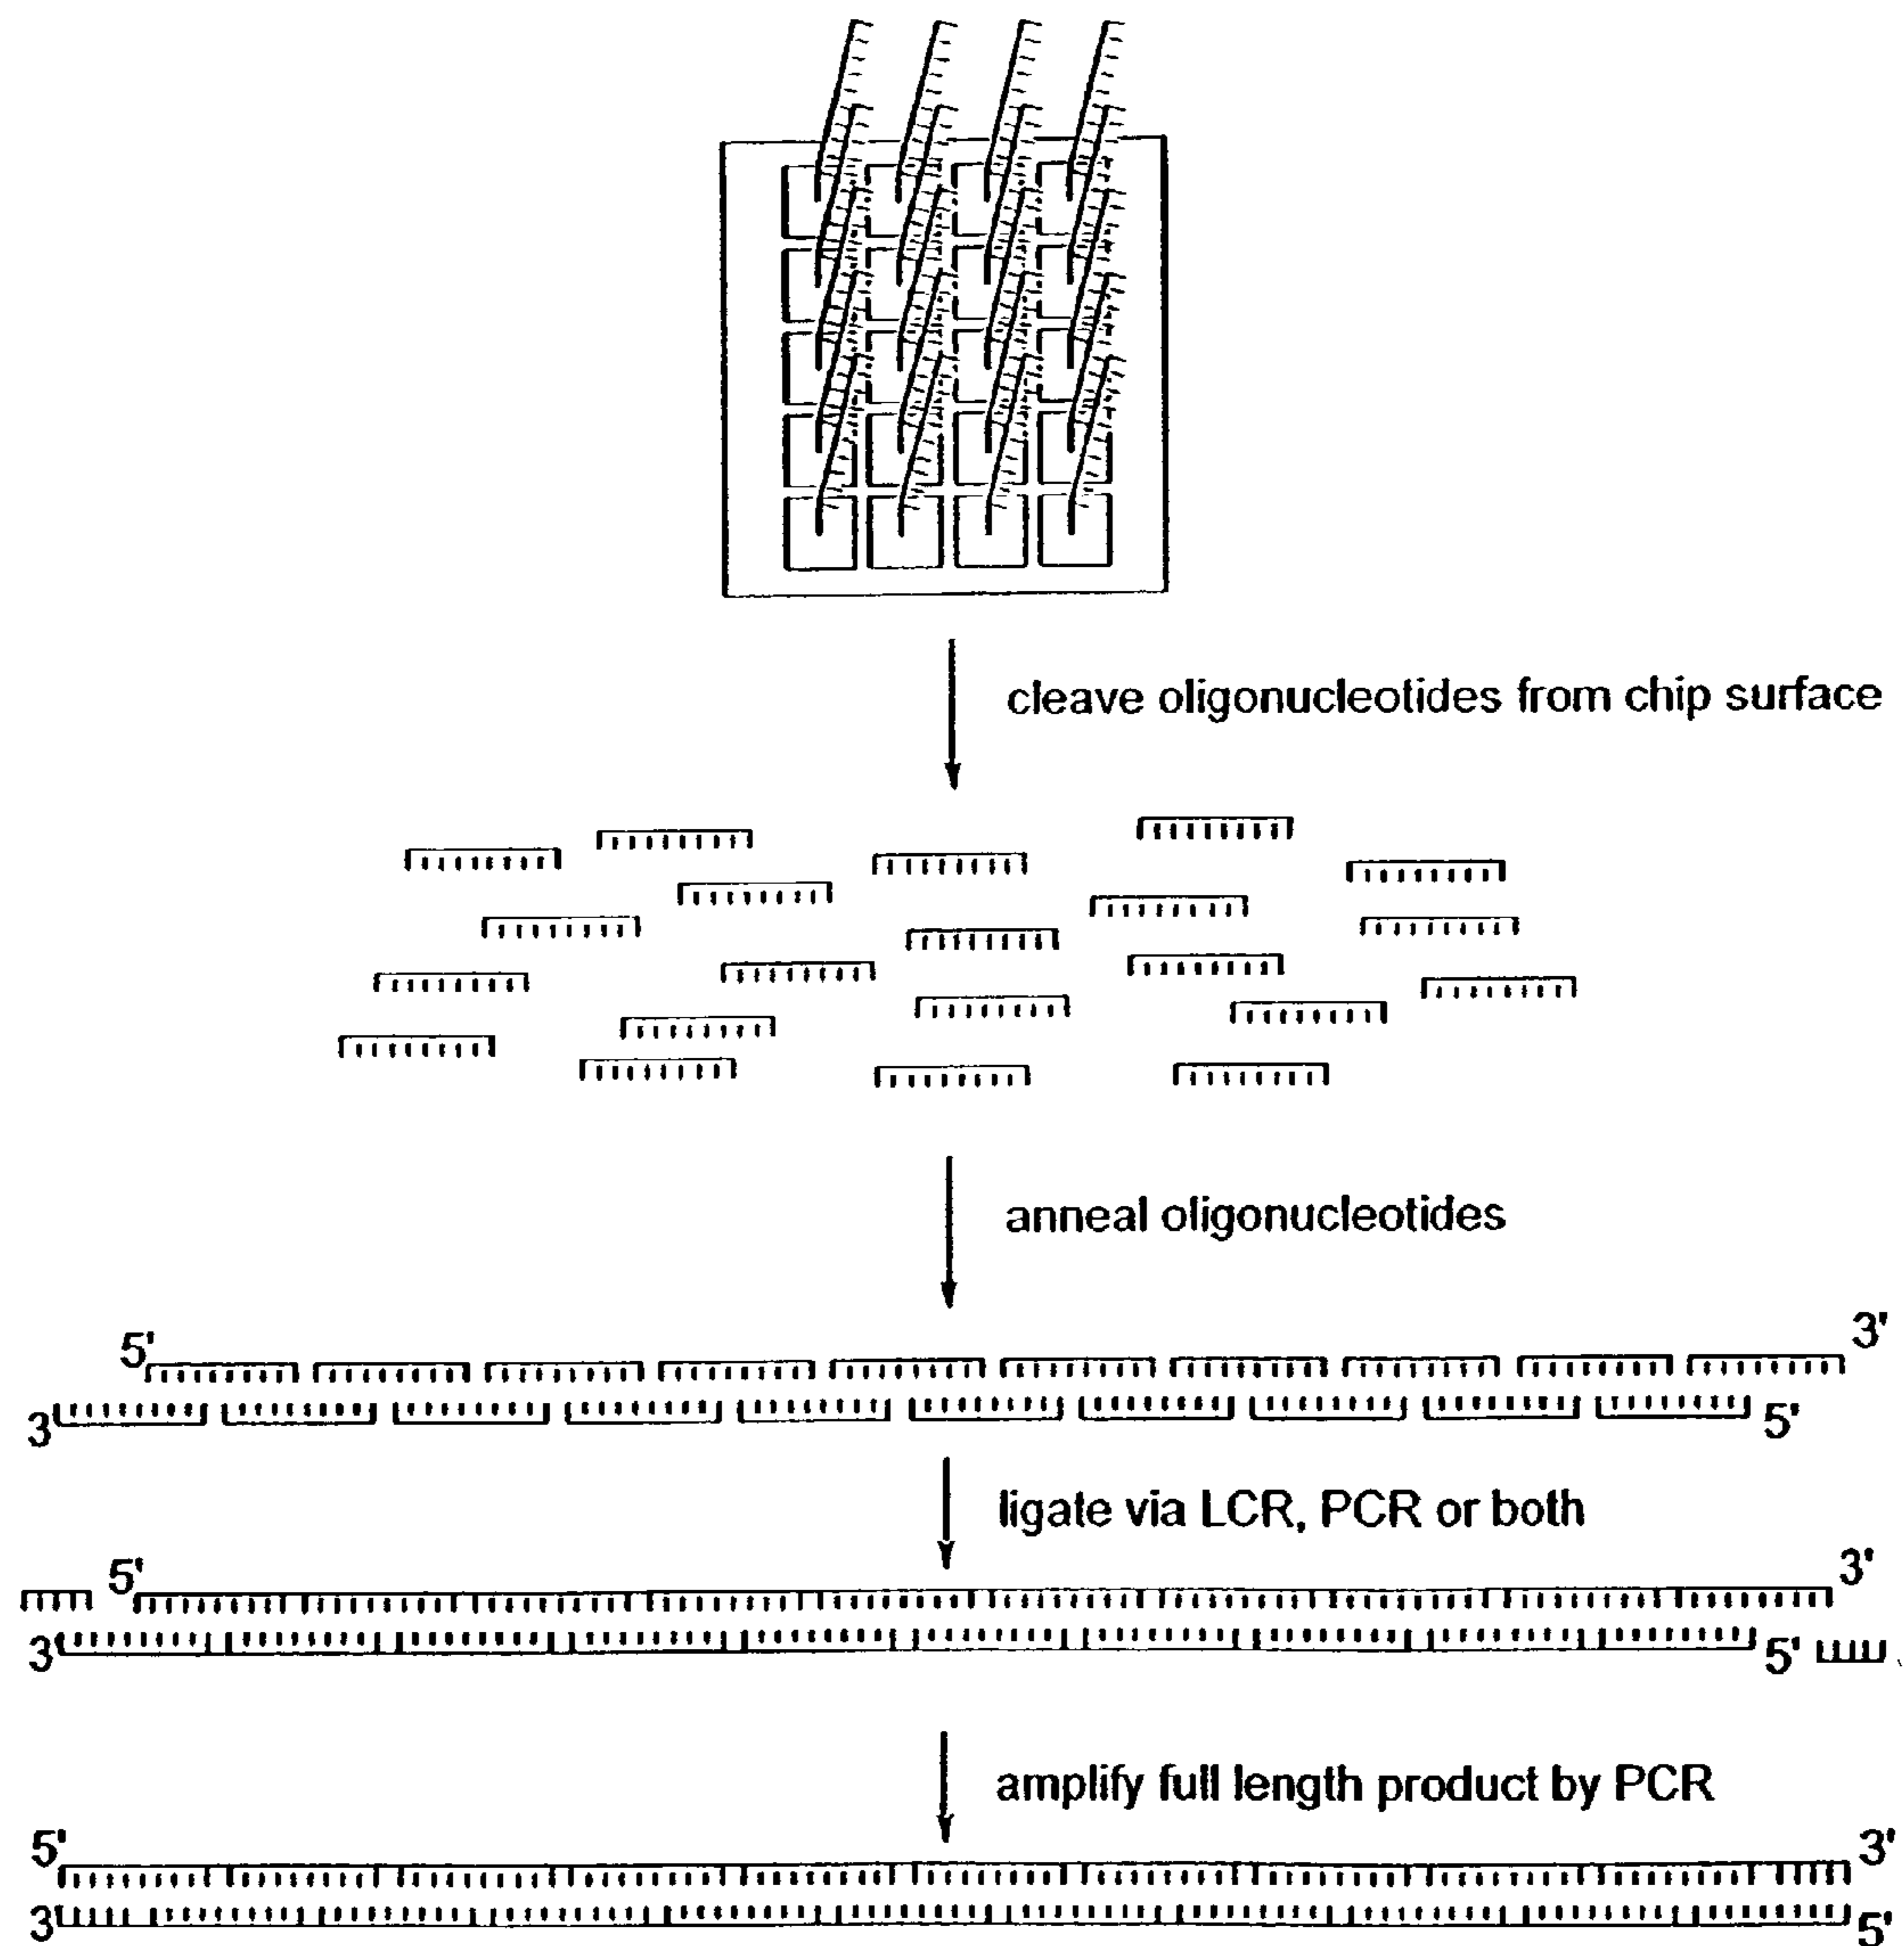 cleave oligonucleotides from chip surface
anneal oligonucleotides
5' 3'
3' 5'
ligate via LCR, PCR or both
5' 3'
3' 5'
amplify full length product by PCR
5' 3'
3' 5'